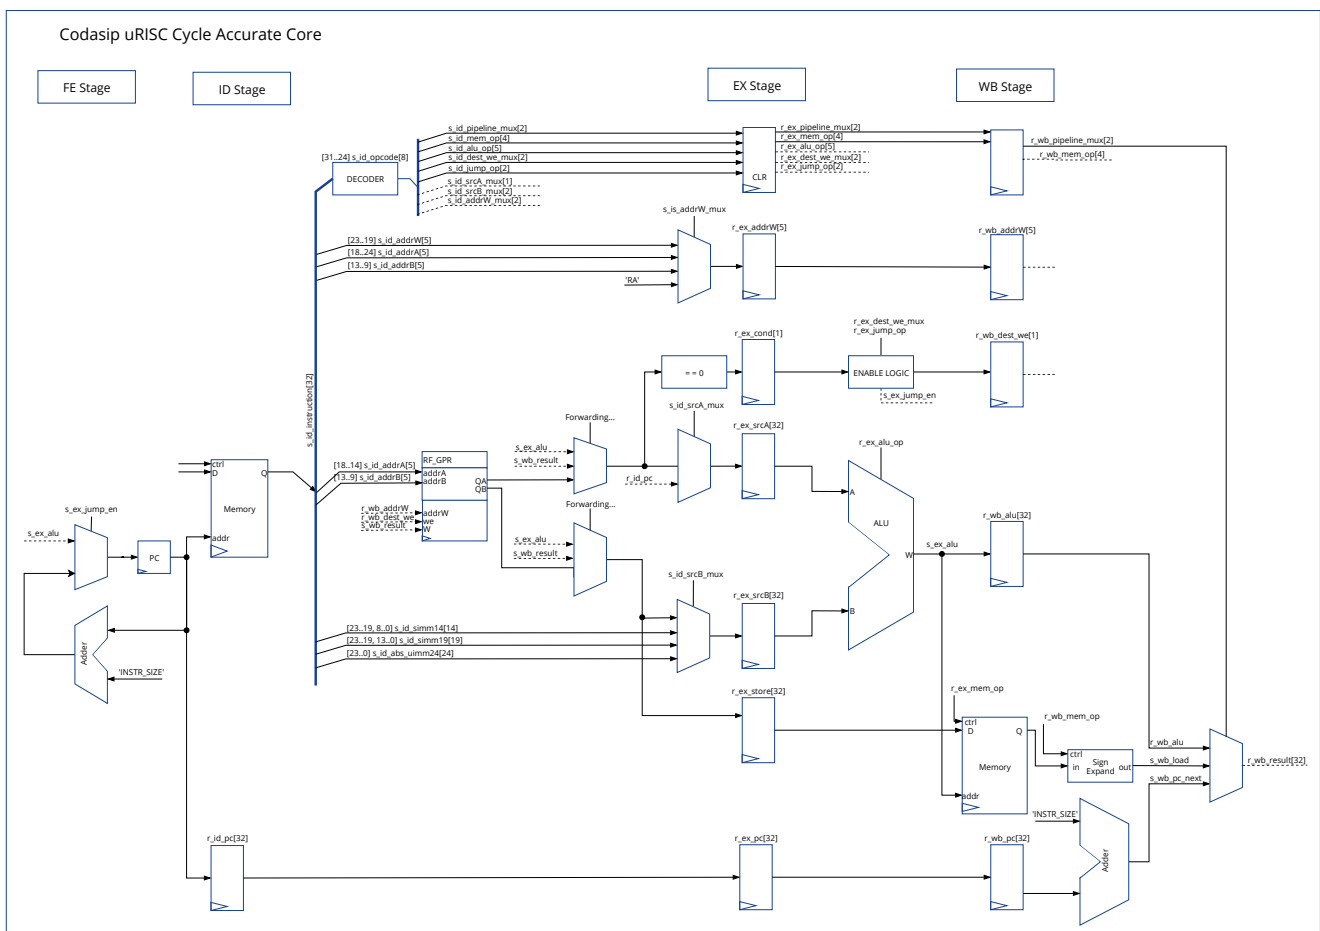 Codasip uRISC Cycle Accurate Core
FE Stage
ID Stage
EX Stage
WB Stage
s_id_pipeline_mux[2]
s_id_mem_op[4]
s_id_alu_op[5]
s_id_dest_we_mux[2]
s_id_jump_op[2]
s_id_srcA_mux[1]
s_id_srcB_mux[2]
s_id_addrW_mux[2]
[31..24] s_id_opcode[8]
DECODER
CLR
r_ex_pipeline_mux[2]
r_ex_mem_op[4]
r_ex_alu_op[5]
r_ex_dest_we_mux[2]
r_ex_jump_op[2]
r_wb_pipeline_mux[2]
r_wb_mem_op[4]
s_is_addrW_mux
[23..19] s_id_addrW[5]
[18..24] s_id_addrA[5]
[13..9] s_id_addrB[5]
'RA'
r_ex_addrW[5]
r_wb_addrW[5]
r_ex_cond[1]
= = 0
r_ex_dest_we_mux
r_ex_jump_op
ENABLE LOGIC
s_ex_jump_en
r_wb_dest_we[1]
s_id_instruction[32]
Forwarding...
s_ex_alu
s_wb_result
r_id_pc
s_id_srcA_mux
r_ex_srcA[32]
r_ex_alu_op
[18..14] s_id_addrA[5]
[13..9] s_id_addrB[5]
RF_GPR
addrA
addrB
QA
QB
r_wb_addrW
r_wb_dest_we
s_wb_result
addrW
we
W
ctrl
D
Q
Memory
addr
s_ex_jump_en
s_ex_alu
PC
Forwarding...
s_ex_alu
s_wb_result
A
ALU
W
B
s_ex_alu
r_wb_alu[32]
s_id_srcB_mux
r_ex_srcB[32]
[23..19, 8..0] s_id_simm14[14]
[23..19, 13..0] s_id_simm19[19]
[23..0] s_id_abs_uimm24[24]
Adder
'INSTR_SIZE'
r_ex_store[32]
r_ex_mem_op
ctrl
D
Q
Memory
addr
r_wb_mem_op
ctrl
in
Sign
Expand
out
r_wb_alu
s_wb_load
s_wb_pc_next
r_wb_result[32]
'INSTR_SIZE'
Adder
r_id_pc[32]
r_ex_pc[32]
r_wb_pc[32]